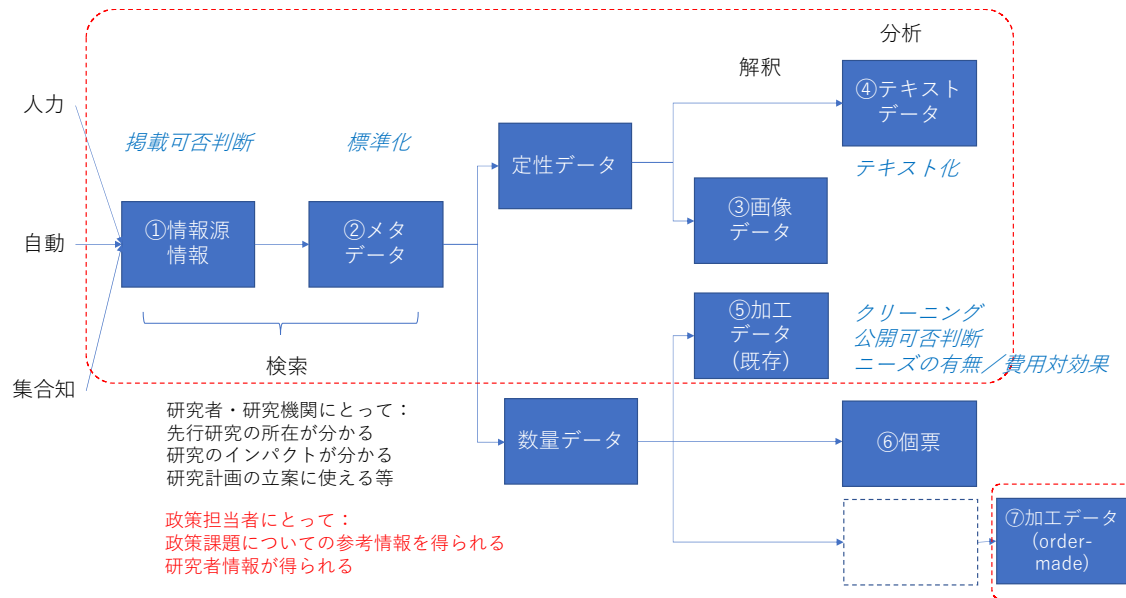 分析
解釈
人力
④テキスト
データ
掲載可否判断
標準化
定性データ
テキスト化
③画像
データ
自動
①情報源
情報
②メタ
データ
⑤加工
データ
(既存)
クリーニング
公開可否判断
ニーズの有無／費用対効果
検索
集合知
研究者・研究機関にとって：
先行研究の所在が分かる
研究のインパクトが分かる
研究計画の立案に使える等
数量データ
⑥個票
政策担当者にとって：
政策課題についての参考情報を得られる
研究者情報が得られる
⑦加工データ
(order-
made)